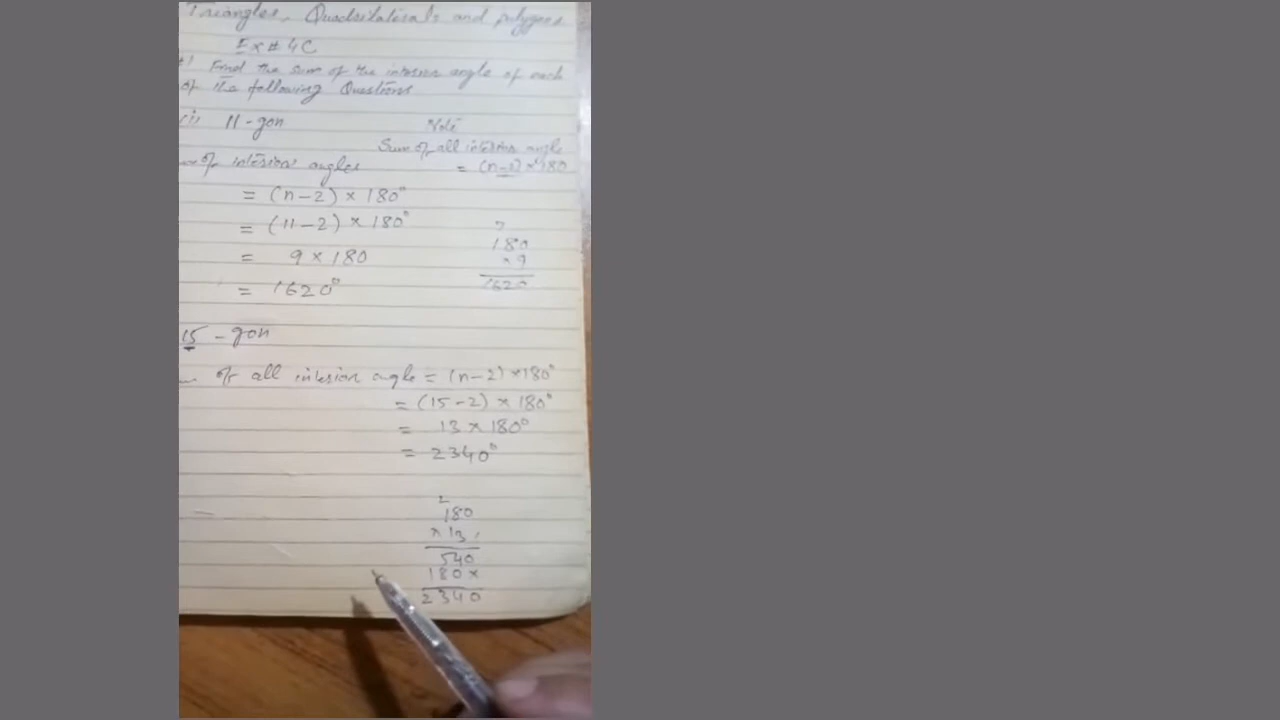 Triangles, Quadrilaterals and polygons
Ex # 4C
Find the sum of the interior angle of each
of the following Questions
(i) 11-gon
Note
Sum of all interior angle
= (n-2)×180
of interior angles
= (n-2) × 180°
= (11-2) × 180°
= 9 × 180
= 1620°
7
180
×9
1620
15 - gon
of all interior angle = (n-2) ×180°
= (15-2) × 180°
= 13 × 180°
= 2340°
2
180
× 13
540
180×
2340